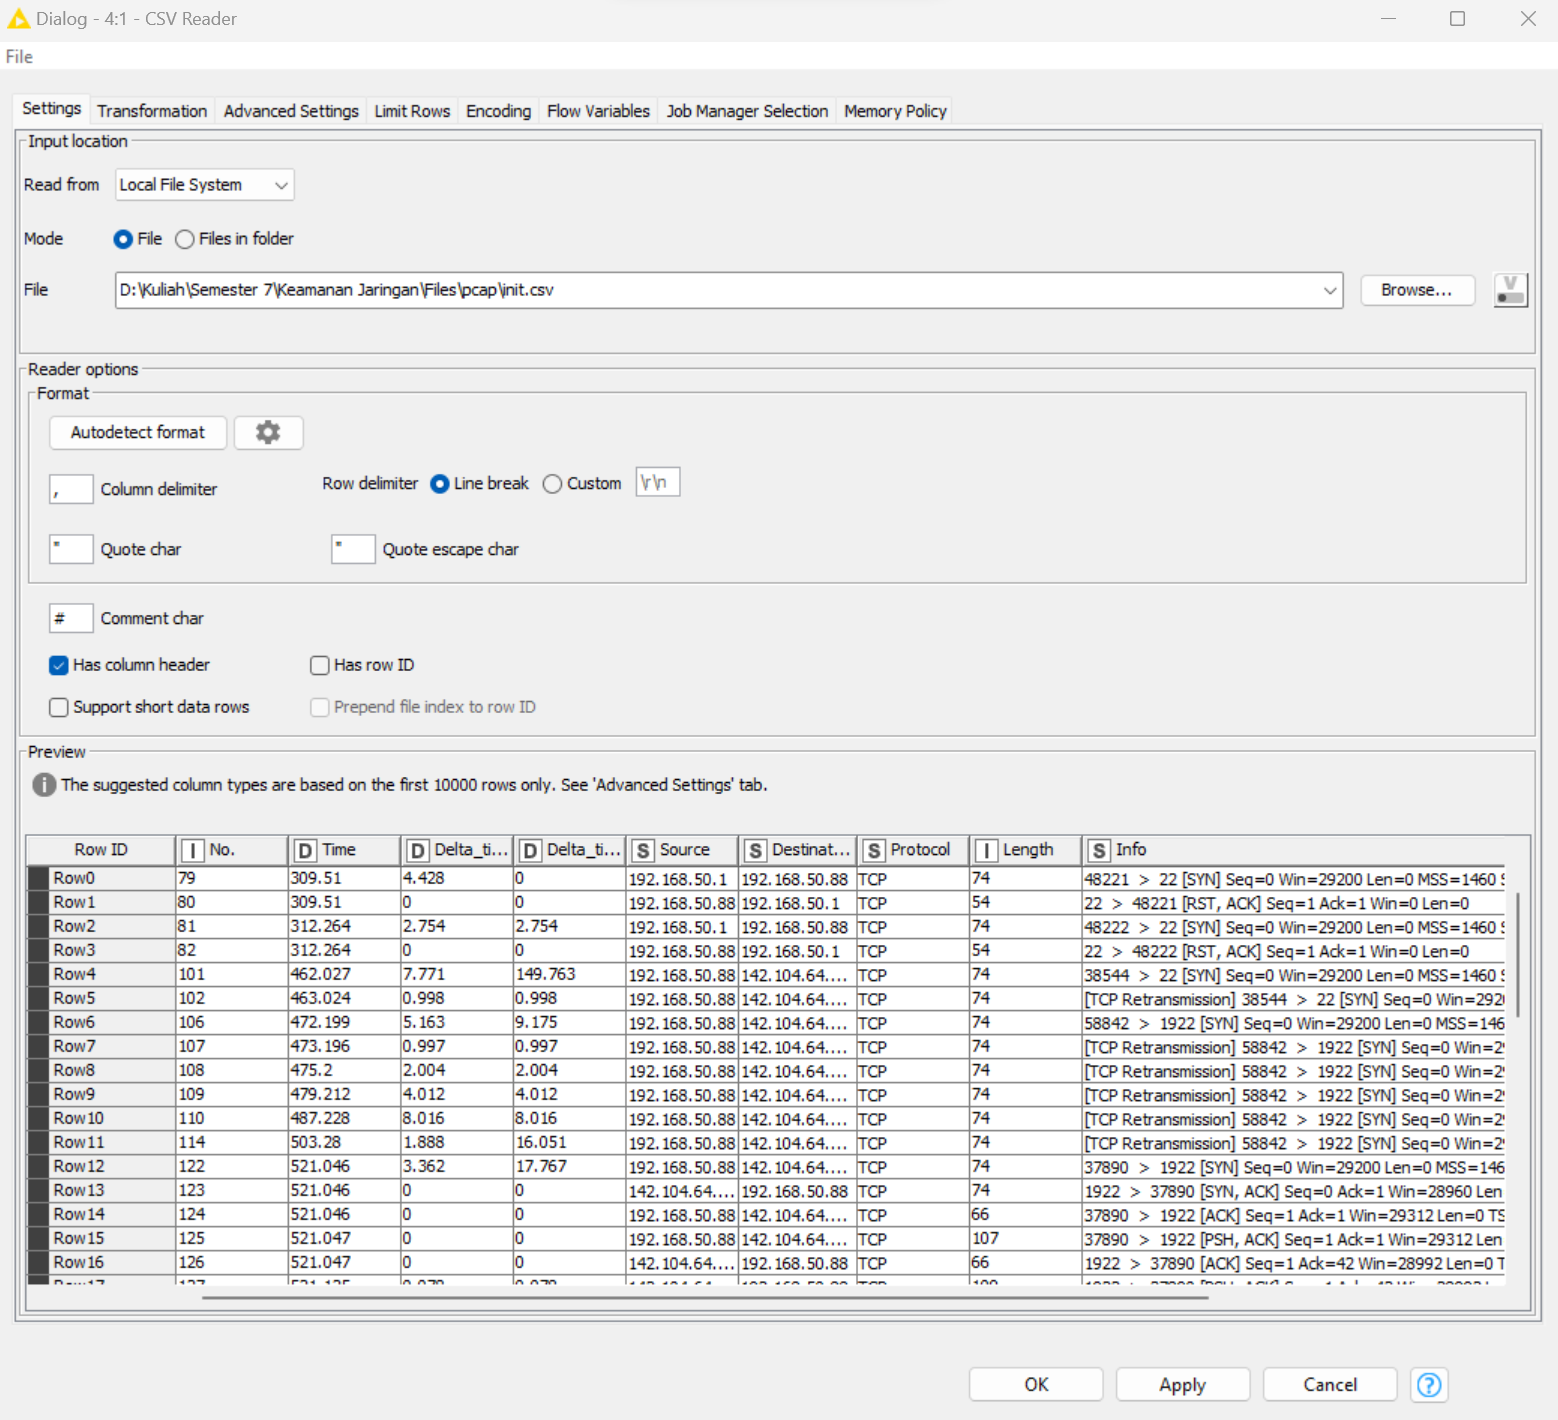 Dialog - 4:1 - CSV Reader
File
Settings Transformation Advanced Settings Limit Rows Encoding Flow Variables Job Manager Selection Memory Policy
Input location
Read from Local File System
Mode File Files in folder
File D:\Kuliah\Semester 7\Keamanan Jaringan\Files\pcap\init.csv Browse... V
Reader options
Format
Autodetect format
, Column delimiter Row delimiter Line break Custom \r\n
" Quote char " Quote escape char
# Comment char
Has column header Has row ID
Support short data rows Prepend file index to row ID
Preview
The suggested column types are based on the first 10000 rows only. See 'Advanced Settings' tab.
Row ID I No. D Time D Delta_ti... D Delta_ti... S Source S Destinat... S Protocol I Length S Info
Row0 79 309.51 4.428 0 192.168.50.1 192.168.50.88 TCP 74 48221 > 22 [SYN] Seq=0 Win=29200 Len=0 MSS=1460 S
Row1 80 309.51 0 0 192.168.50.88 192.168.50.1 TCP 54 22 > 48221 [RST, ACK] Seq=1 Ack=1 Win=0 Len=0
Row2 81 312.264 2.754 2.754 192.168.50.1 192.168.50.88 TCP 74 48222 > 22 [SYN] Seq=0 Win=29200 Len=0 MSS=1460 S
Row3 82 312.264 0 0 192.168.50.88 192.168.50.1 TCP 54 22 > 48222 [RST, ACK] Seq=1 Ack=1 Win=0 Len=0
Row4 101 462.027 7.771 149.763 192.168.50.88 142.104.64.... TCP 74 38544 > 22 [SYN] Seq=0 Win=29200 Len=0 MSS=1460 S
Row5 102 463.024 0.998 0.998 192.168.50.88 142.104.64.... TCP 74 [TCP Retransmission] 38544 > 22 [SYN] Seq=0 Win=2920
Row6 106 472.199 5.163 9.175 192.168.50.88 142.104.64.... TCP 74 58842 > 1922 [SYN] Seq=0 Win=29200 Len=0 MSS=146
Row7 107 473.196 0.997 0.997 192.168.50.88 142.104.64.... TCP 74 [TCP Retransmission] 58842 > 1922 [SYN] Seq=0 Win=2
Row8 108 475.2 2.004 2.004 192.168.50.88 142.104.64.... TCP 74 [TCP Retransmission] 58842 > 1922 [SYN] Seq=0 Win=2
Row9 109 479.212 4.012 4.012 192.168.50.88 142.104.64.... TCP 74 [TCP Retransmission] 58842 > 1922 [SYN] Seq=0 Win=2
Row10 110 487.228 8.016 8.016 192.168.50.88 142.104.64.... TCP 74 [TCP Retransmission] 58842 > 1922 [SYN] Seq=0 Win=2
Row11 114 503.28 1.888 16.051 192.168.50.88 142.104.64.... TCP 74 [TCP Retransmission] 58842 > 1922 [SYN] Seq=0 Win=2
Row12 122 521.046 3.362 17.767 192.168.50.88 142.104.64.... TCP 74 37890 > 1922 [SYN] Seq=0 Win=29200 Len=0 MSS=146
Row13 123 521.046 0 0 142.104.64.... 192.168.50.88 TCP 74 1922 > 37890 [SYN, ACK] Seq=0 Ack=1 Win=28960 Len
Row14 124 521.046 0 0 192.168.50.88 142.104.64.... TCP 66 37890 > 1922 [ACK] Seq=1 Ack=1 Win=29312 Len=0 TS
Row15 125 521.047 0 0 192.168.50.88 142.104.64.... TCP 107 37890 > 1922 [PSH, ACK] Seq=1 Ack=1 Win=29312 Len
Row16 126 521.047 0 0 142.104.64.... 192.168.50.88 TCP 66 1922 > 37890 [ACK] Seq=1 Ack=42 Win=28992 Len=0 T
OK Apply Cancel ?